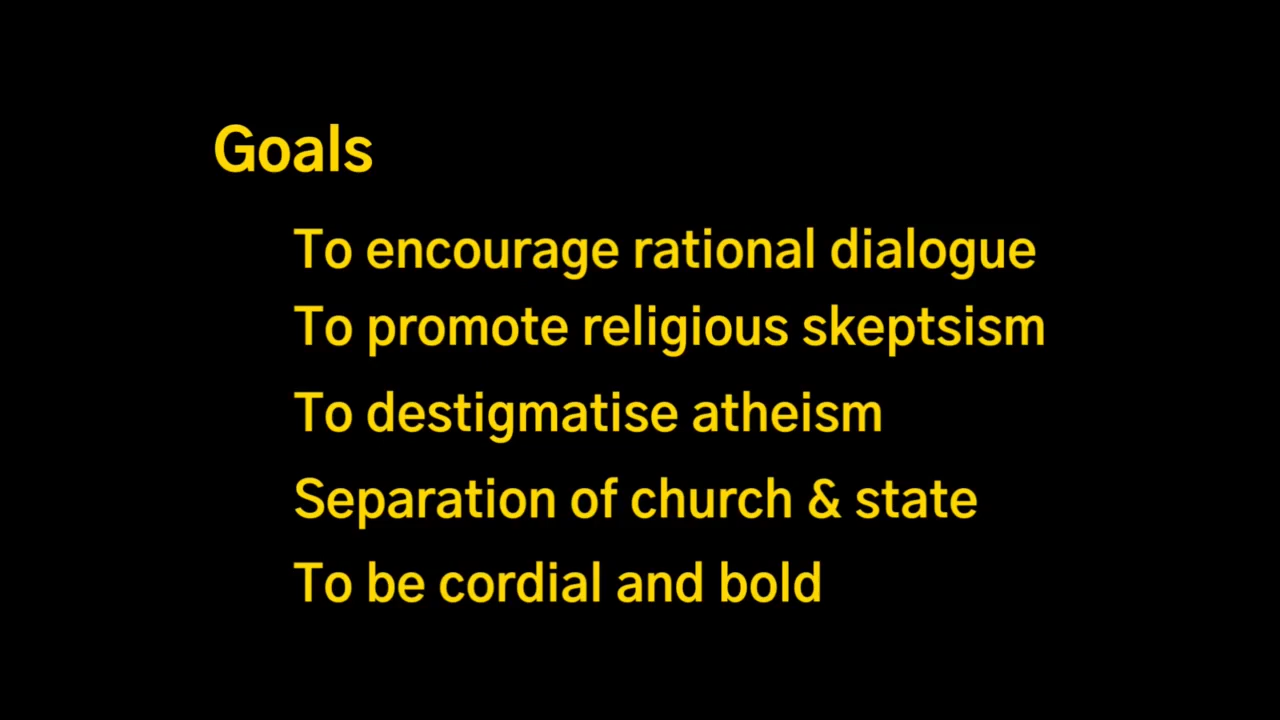 Goals
To encourage rational dialogue
To promote religious skeptsism
To destigmatise atheism
Separation of church & state
To be cordial and bold